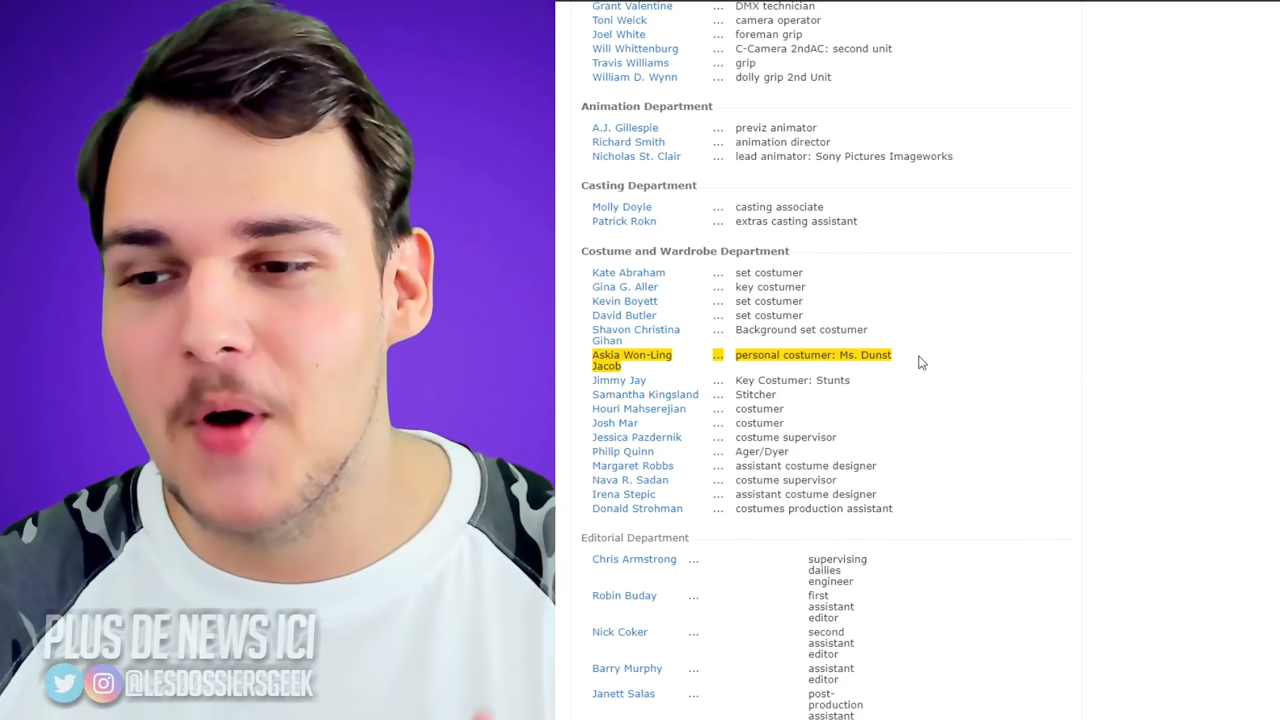 Grant Valentine ... DMX technician
Toni Weick ... camera operator
Joel White ... foreman grip
Will Whittenburg ... C-Camera 2ndAC: second unit
Travis Williams ... grip
William D. Wynn ... dolly grip 2nd Unit
Animation Department
A.J. Gillespie ... previz animator
Richard Smith ... animation director
Nicholas St. Clair ... lead animator: Sony Pictures Imageworks
Casting Department
Molly Doyle ... casting associate
Patrick Rokn ... extras casting assistant
Costume and Wardrobe Department
Kate Abraham ... set costumer
Gina G. Aller ... key costumer
Kevin Boyett ... set costumer
David Butler ... set costumer
Shavon Christina ... Background set costumer
Gihan
Askia Won-Ling ... personal costumer: Ms. Dunst
Jacob
Jimmy Jay ... Key Costumer: Stunts
Samantha Kingsland ... Stitcher
Houri Mahserejian ... costumer
Josh Mar ... costumer
Jessica Pazdernik ... costume supervisor
Philip Quinn ... Ager/Dyer
Margaret Robbs ... assistant costume designer
Nava R. Sadan ... costume supervisor
Irena Stepic ... assistant costume designer
Donald Strohman ... costumes production assistant
Editorial Department
Chris Armstrong ... supervising
dailies
engineer
Robin Buday ... first
assistant
editor
Nick Coker ... second
assistant
editor
Barry Murphy ... assistant
editor
Janett Salas ... post-
production
assistant
PLUS DE NEWS ICI
@LESDOSSIERSGEEK